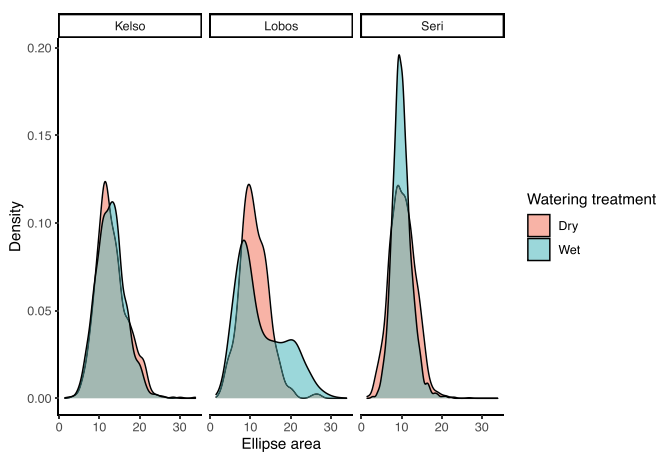 Kelso Lobos Seri
0.20
0.15
0.10
0.05
0.00
Density
0 10 20 30 0 10 20 30 0 10 20 30
Ellipse area
Watering treatment
Dry
Wet